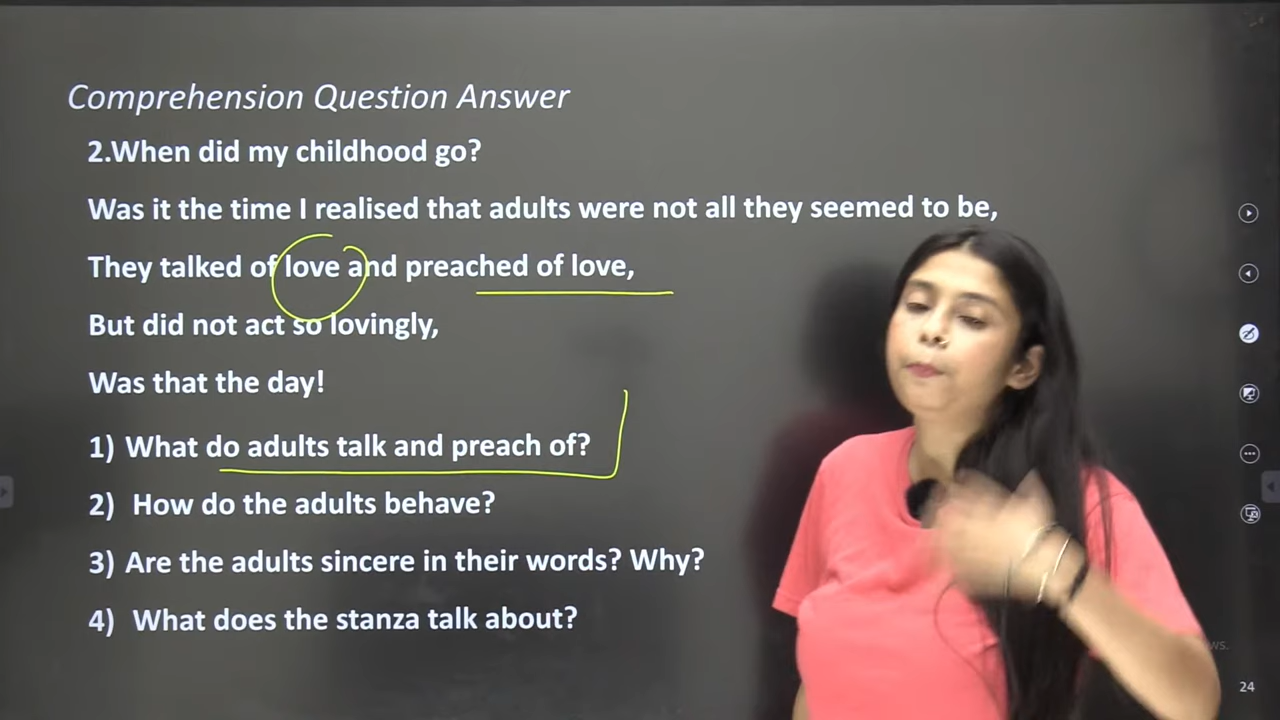 Comprehension Question Answer
2.When did my childhood go?
Was it the time I realised that adults were not all they seemed to be,
They talked of love and preached of love,
But did not act so lovingly,
Was that the day!
1) What do adults talk and preach of?
2) How do the adults behave?
3) Are the adults sincere in their words? Why?
4) What does the stanza talk about?
24